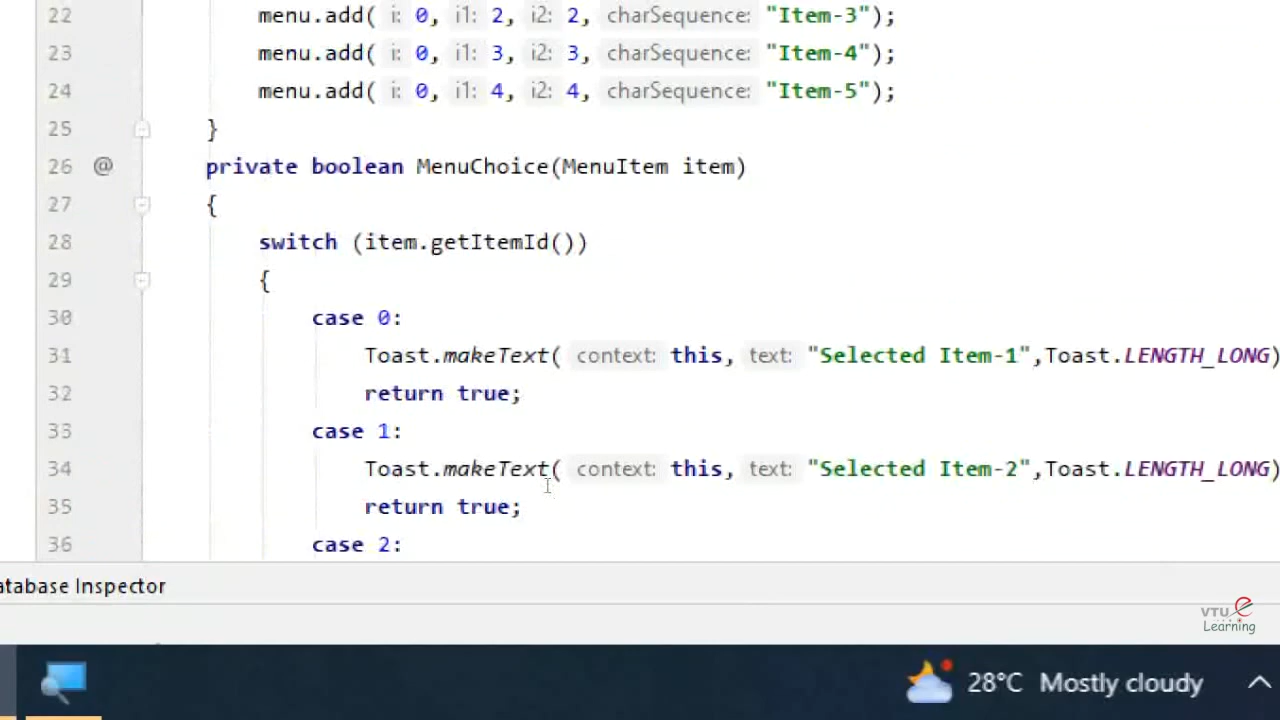 22 menu.add( i: 0, i1: 2, i2: 2, charSequence: "Item-3");
23 menu.add( i: 0, i1: 3, i2: 3, charSequence: "Item-4");
24 menu.add( i: 0, i1: 4, i2: 4, charSequence: "Item-5");
25 }
26 @ private boolean MenuChoice(MenuItem item)
27 {
28 switch (item.getItemId())
29 {
30 case 0:
31 Toast.makeText( context: this, text: "Selected Item-1",Toast.LENGTH_LONG)
32 return true;
33 case 1:
34 Toast.makeText( context: this, text: "Selected Item-2",Toast.LENGTH_LONG)
35 return true;
36 case 2:
atabase Inspector
VTU e
Learning
28°C Mostly cloudy